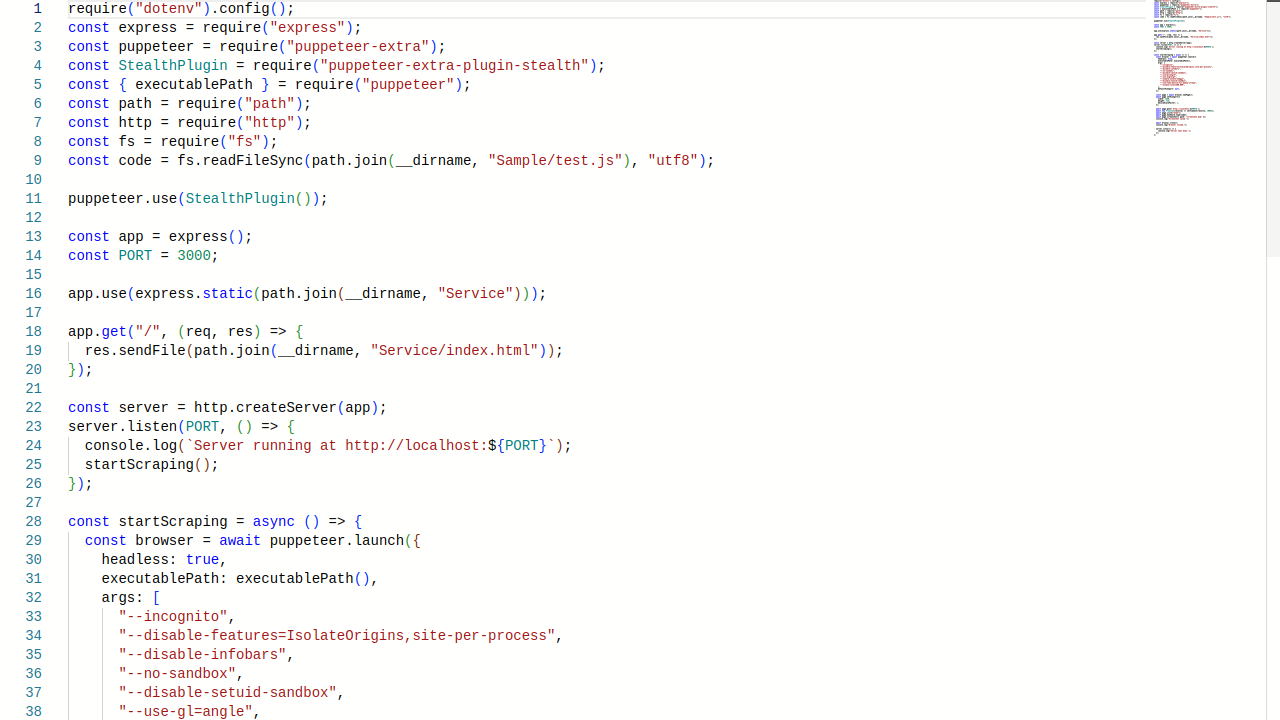 1 require("dotenv").config();
2 const express = require("express");
3 const puppeteer = require("puppeteer-extra");
4 const StealthPlugin = require("puppeteer-extra-plugin-stealth");
5 const { executablePath } = require("puppeteer");
6 const path = require("path");
7 const http = require("http");
8 const fs = require("fs");
9 const code = fs.readFileSync(path.join(__dirname, "Sample/test.js"), "utf8");
10
11 puppeteer.use(StealthPlugin());
12
13 const app = express();
14 const PORT = 3000;
15
16 app.use(express.static(path.join(__dirname, "Service")));
17
18 app.get("/", (req, res) => {
19   res.sendFile(path.join(__dirname, "Service/index.html"));
20 });
21
22 const server = http.createServer(app);
23 server.listen(PORT, () => {
24   console.log(`Server running at http://localhost:${PORT}`);
25   startScraping();
26 });
27
28 const startScraping = async () => {
29   const browser = await puppeteer.launch({
30     headless: true,
31     executablePath: executablePath(),
32     args: [
33       "--incognito",
34       "--disable-features=IsolateOrigins,site-per-process",
35       "--disable-infobars",
36       "--no-sandbox",
37       "--disable-setuid-sandbox",
38       "--use-gl=angle",